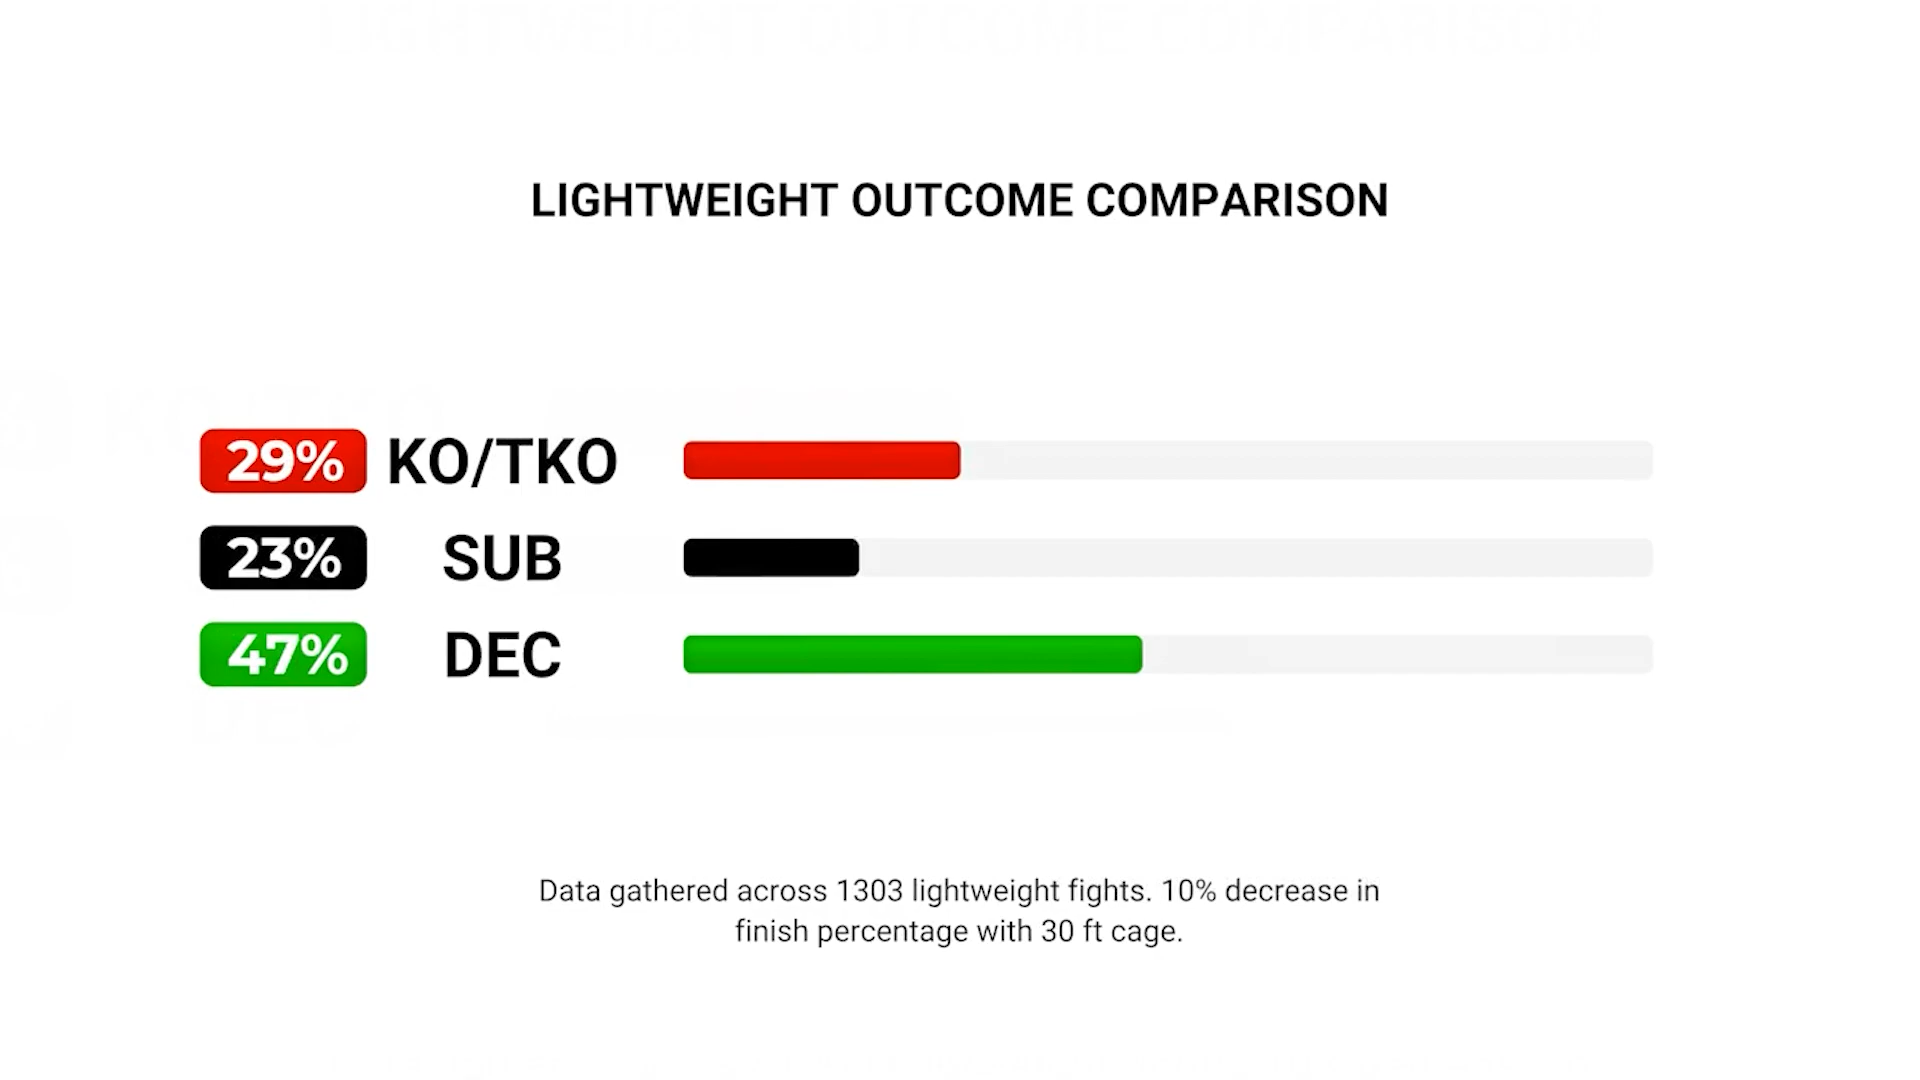 LIGHTWEIGHT OUTCOME COMPARISON
29% KO/TKO
23% SUB
47% DEC
Data gathered across 1303 lightweight fights. 10% decrease in
finish percentage with 30 ft cage.